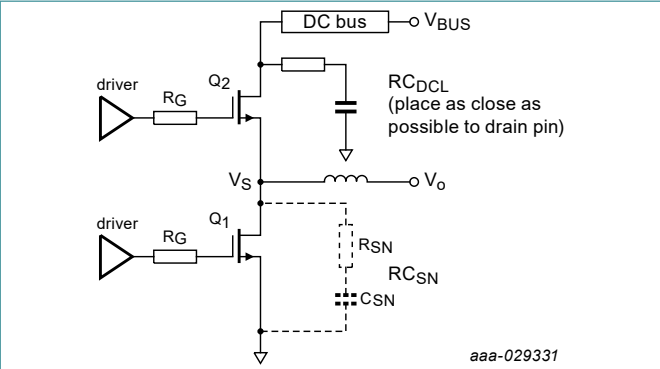 DC bus
VBUS
driver
RG
Q2
RCDCL
(place as close as
possible to drain pin)
VS
Vo
driver
RG
Q1
RSN
RCSN
CSN
aaa-029331